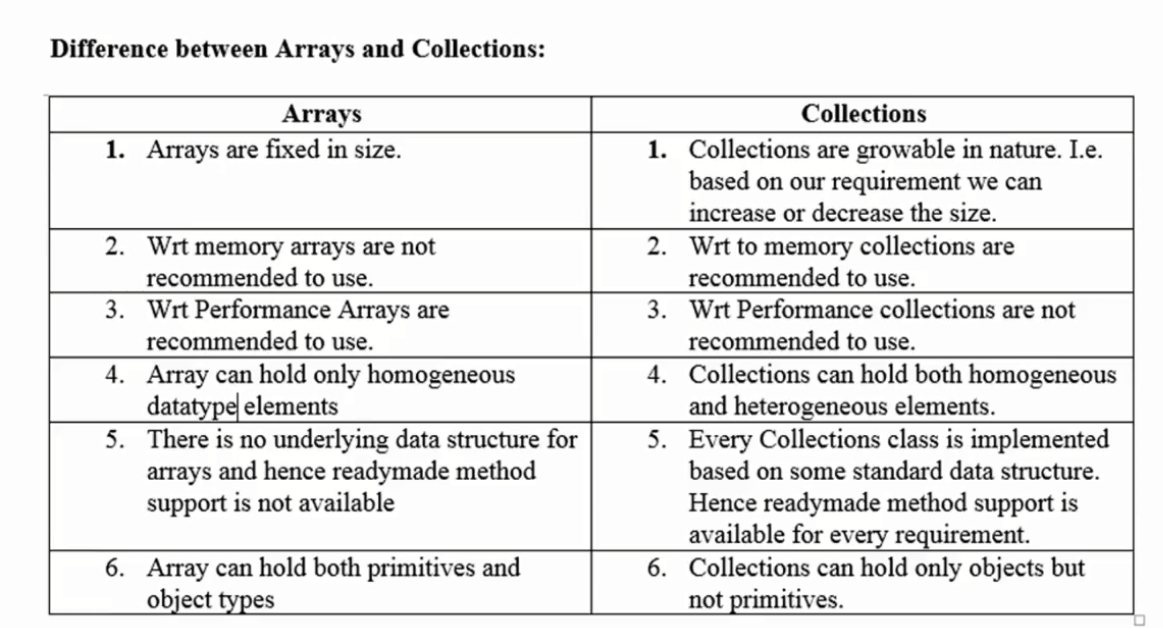 Difference between Arrays and Collections:
Arrays
Collections
1. Arrays are fixed in size.
1. Collections are growable in nature. I.e.
based on our requirement we can
increase or decrease the size.
2. Wrt memory arrays are not
recommended to use.
2. Wrt to memory collections are
recommended to use.
3. Wrt Performance Arrays are
recommended to use.
3. Wrt Performance collections are not
recommended to use.
4. Array can hold only homogeneous
datatype elements
4. Collections can hold both homogeneous
and heterogeneous elements.
5. There is no underlying data structure for
arrays and hence readymade method
support is not available
5. Every Collections class is implemented
based on some standard data structure.
Hence readymade method support is
available for every requirement.
6. Array can hold both primitives and
object types
6. Collections can hold only objects but
not primitives.